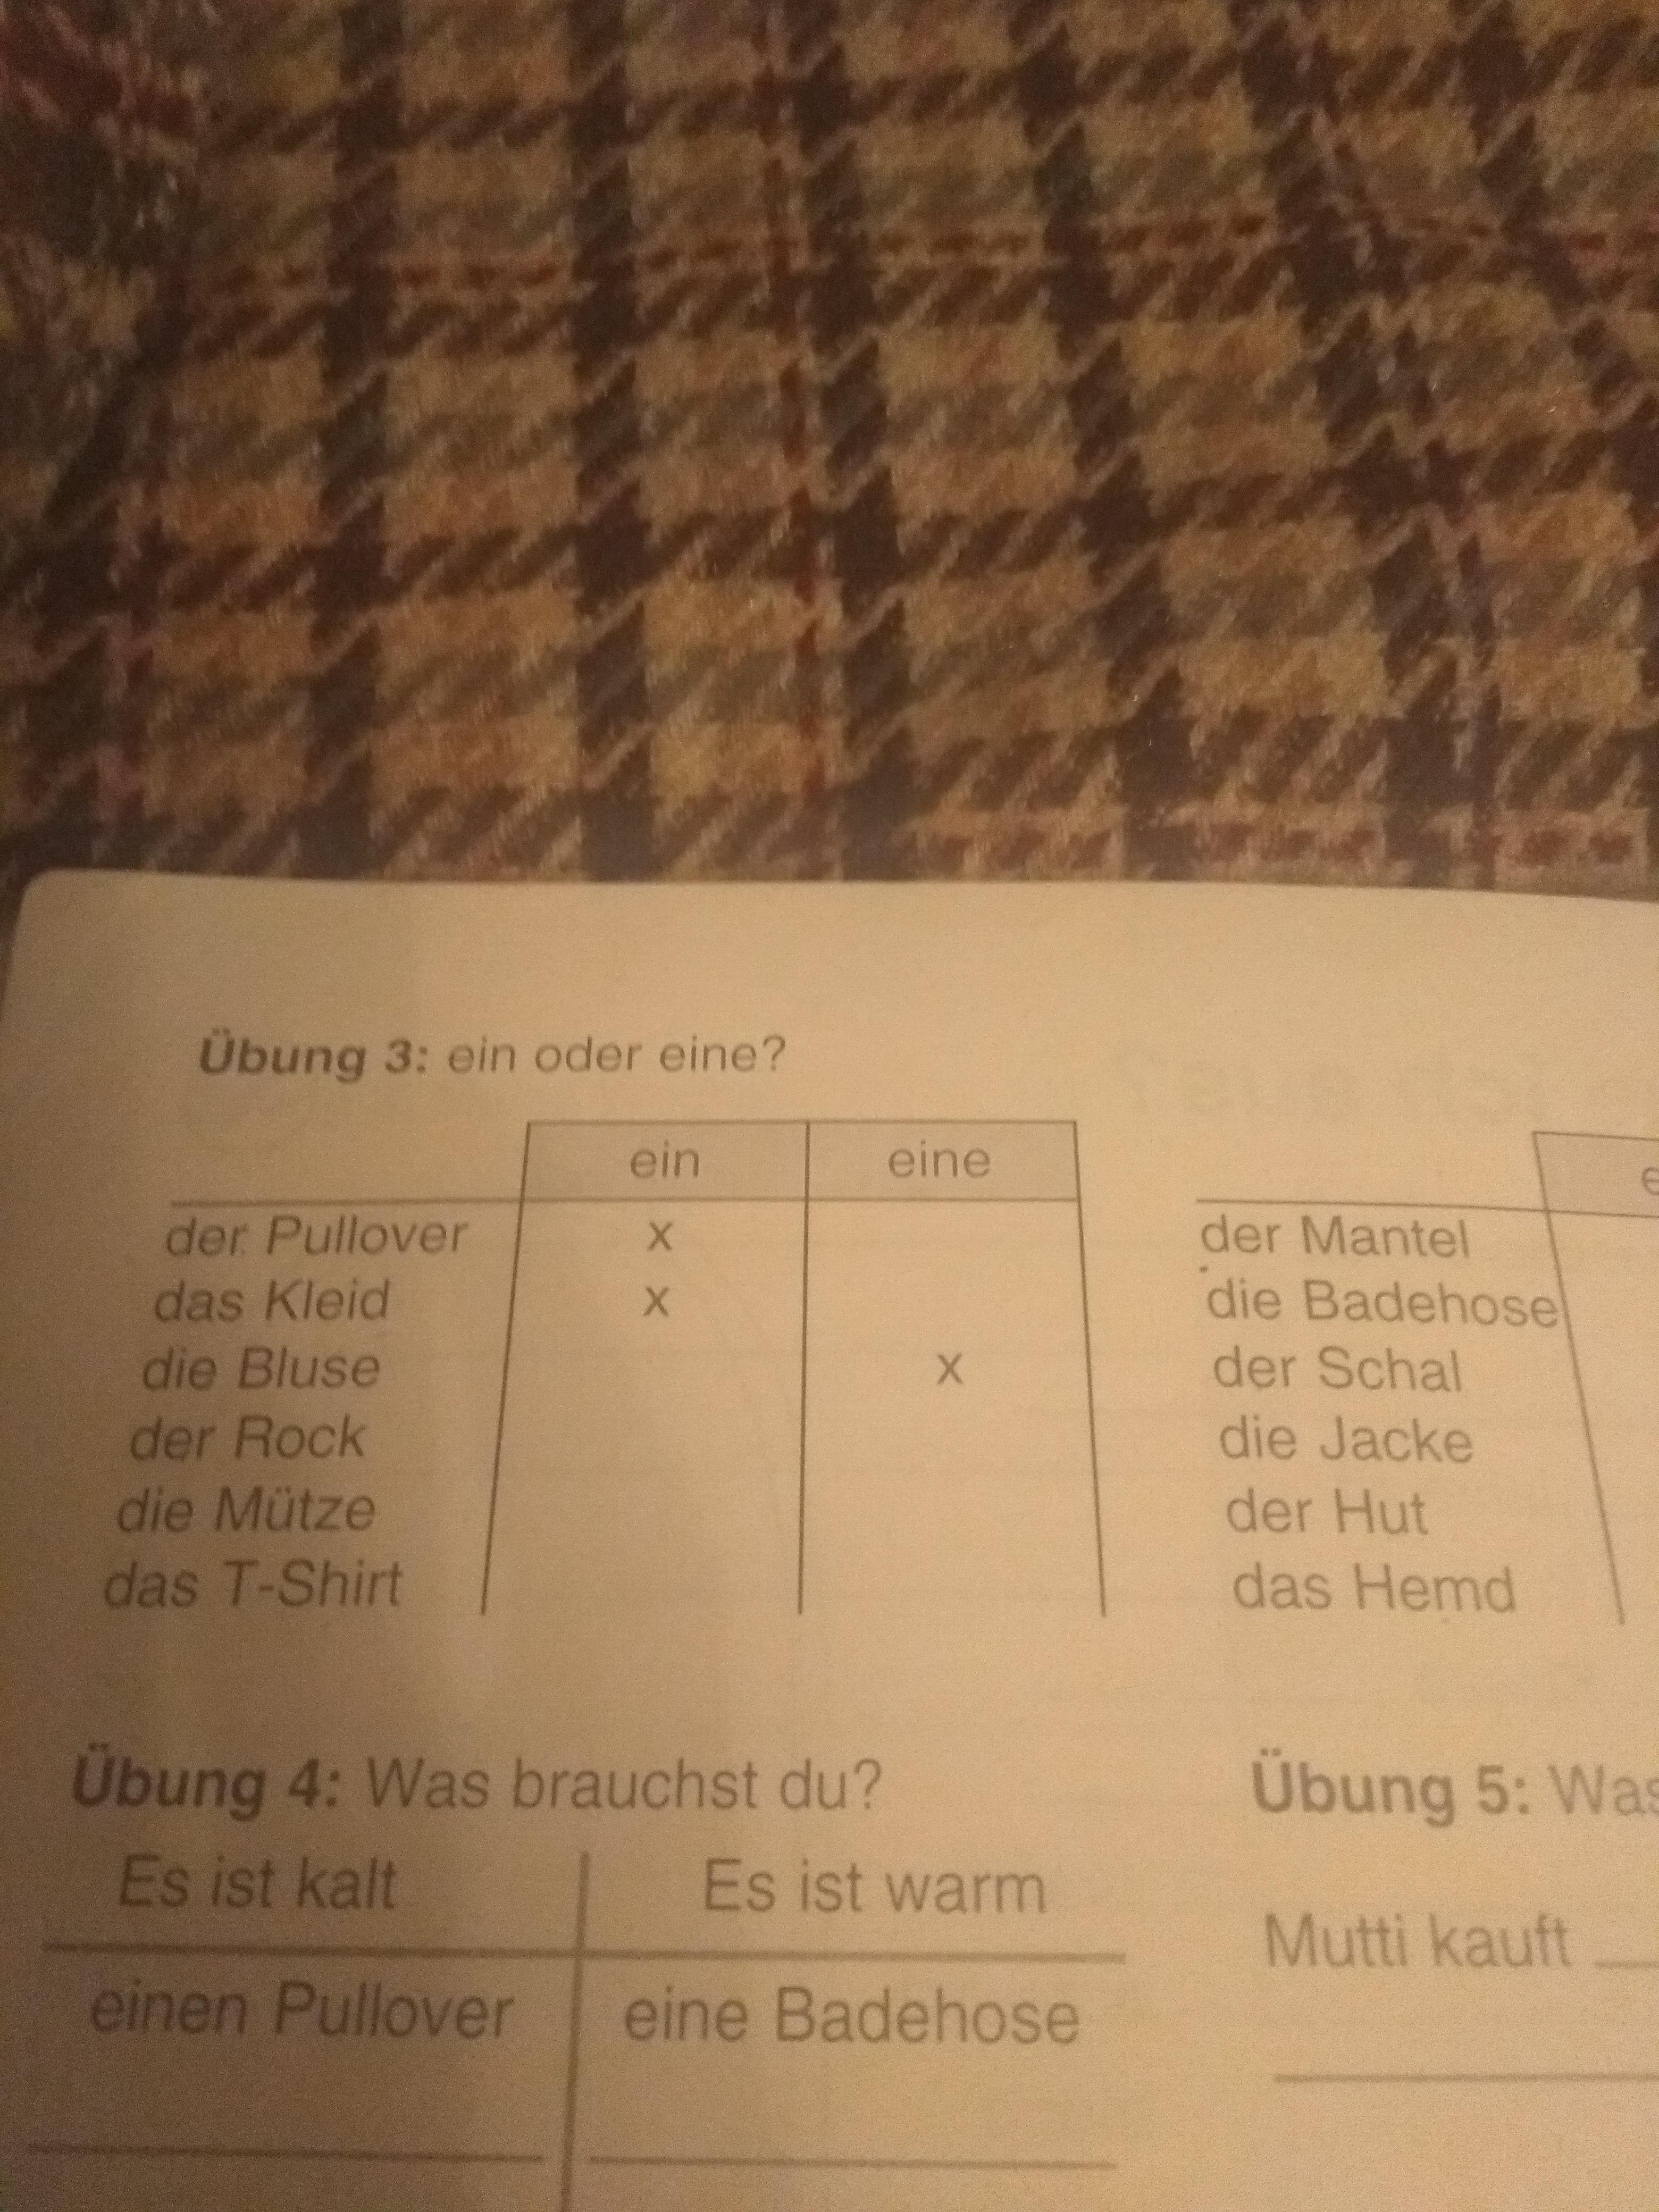 Übung 3: ein oder eine?
ein eine
der Pullover x
das Kleid x
die Bluse x
der Rock
die Mütze
das T-Shirt
der Mantel
die Badehose
der Schal
die Jacke
der Hut
das Hemd
Übung 4: Was brauchst du?
Es ist kalt Es ist warm
einen Pullover eine Badehose
Übung 5: Was
Mutti kauft